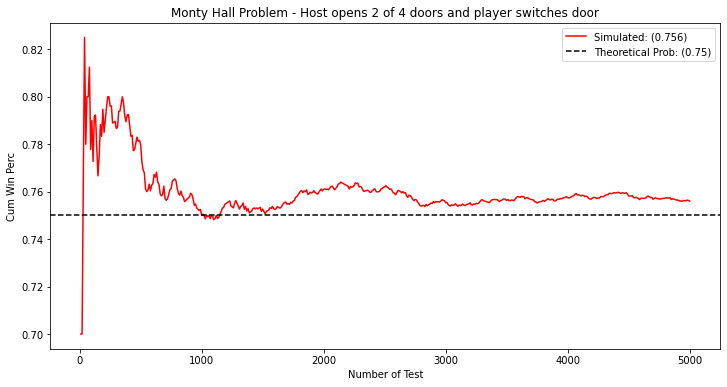 Monty Hall Problem - Host opens 2 of 4 doors and player switches door
Simulated: (0.756)
Theoretical Prob: (0.75)
Cum Win Perc
0.82
0.80
0.78
0.76
0.74
0.72
0.70
0
1000
2000
3000
4000
5000
Number of Test